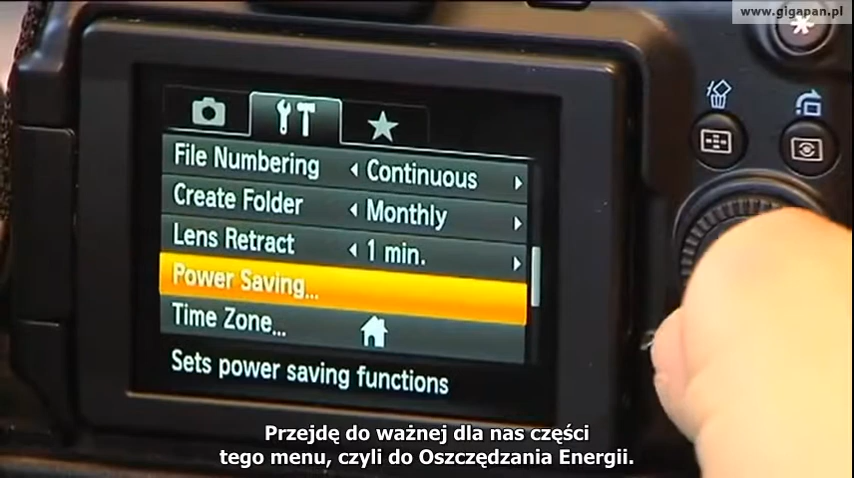 www.gigapan.pl
File Numbering Continuous
Create Folder Monthly
Lens Retract 1 min.
Power Saving...
Time Zone...
Sets power saving functions
Przejdę do ważnej dla nas części
tego menu, czyli do Oszczędzania Energii.